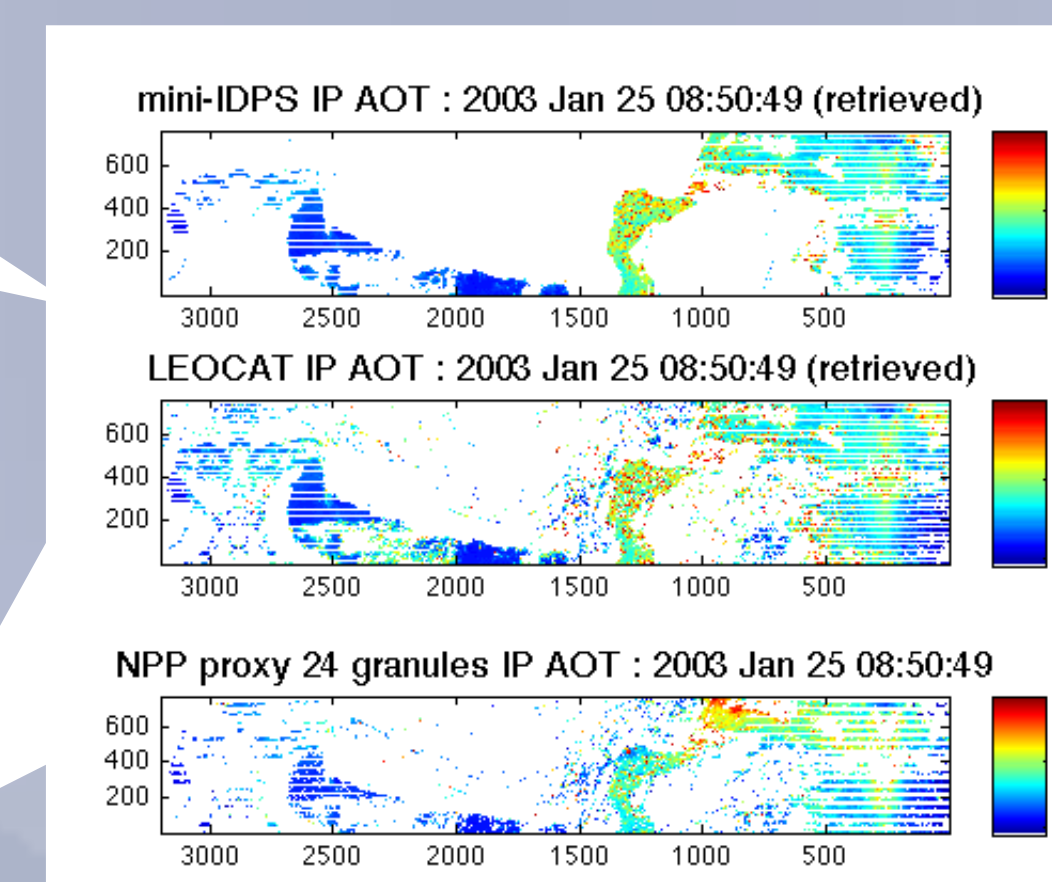 mini-IDPS IP AOT : 2003 Jan 25 08:50:49 (retrieved)
600
400
200
3000 2500 2000 1500 1000 500
LEOCAT IP AOT : 2003 Jan 25 08:50:49 (retrieved)
600
400
200
3000 2500 2000 1500 1000 500
NPP proxy 24 granules IP AOT : 2003 Jan 25 08:50:49
600
400
200
3000 2500 2000 1500 1000 500